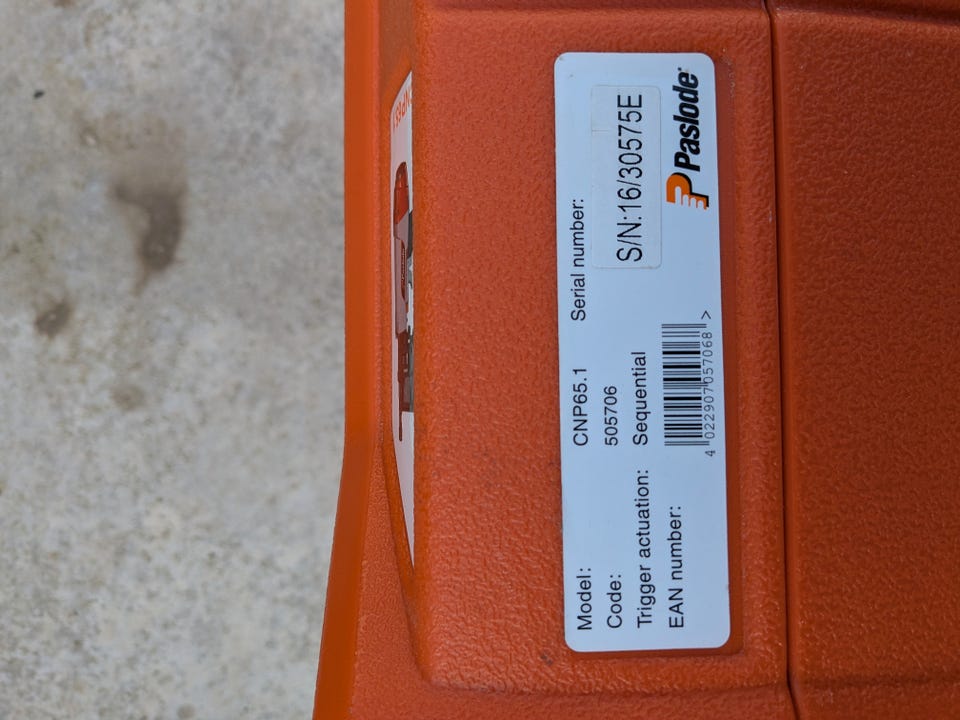 Model: CNP65.1 Serial number:
Code: 505706
S/N:16/30575E
Trigger actuation: Sequential
EAN number:
4 022907 057068 >
Paslode